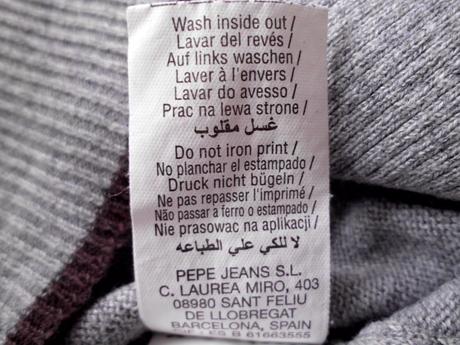 Wash inside out /
Lavar del revés /
Auf links waschen /
Laver à l'envers /
Lavar do avesso /
Prac na lewa strone /
غسل مقلوب
Do not iron print /
No planchar el estampado /
Druck nicht bügeln /
Ne pas repasser l'imprimé /
Não passar a ferro o estampado /
Nie prasowac na aplikacji /
لا للكي علي الطباعه
PEPE JEANS S.L.
C. LAUREA MIRO, 403
08980 SANT FELIU
DE LLOBREGAT
BARCELONA, SPAIN
B 61663555